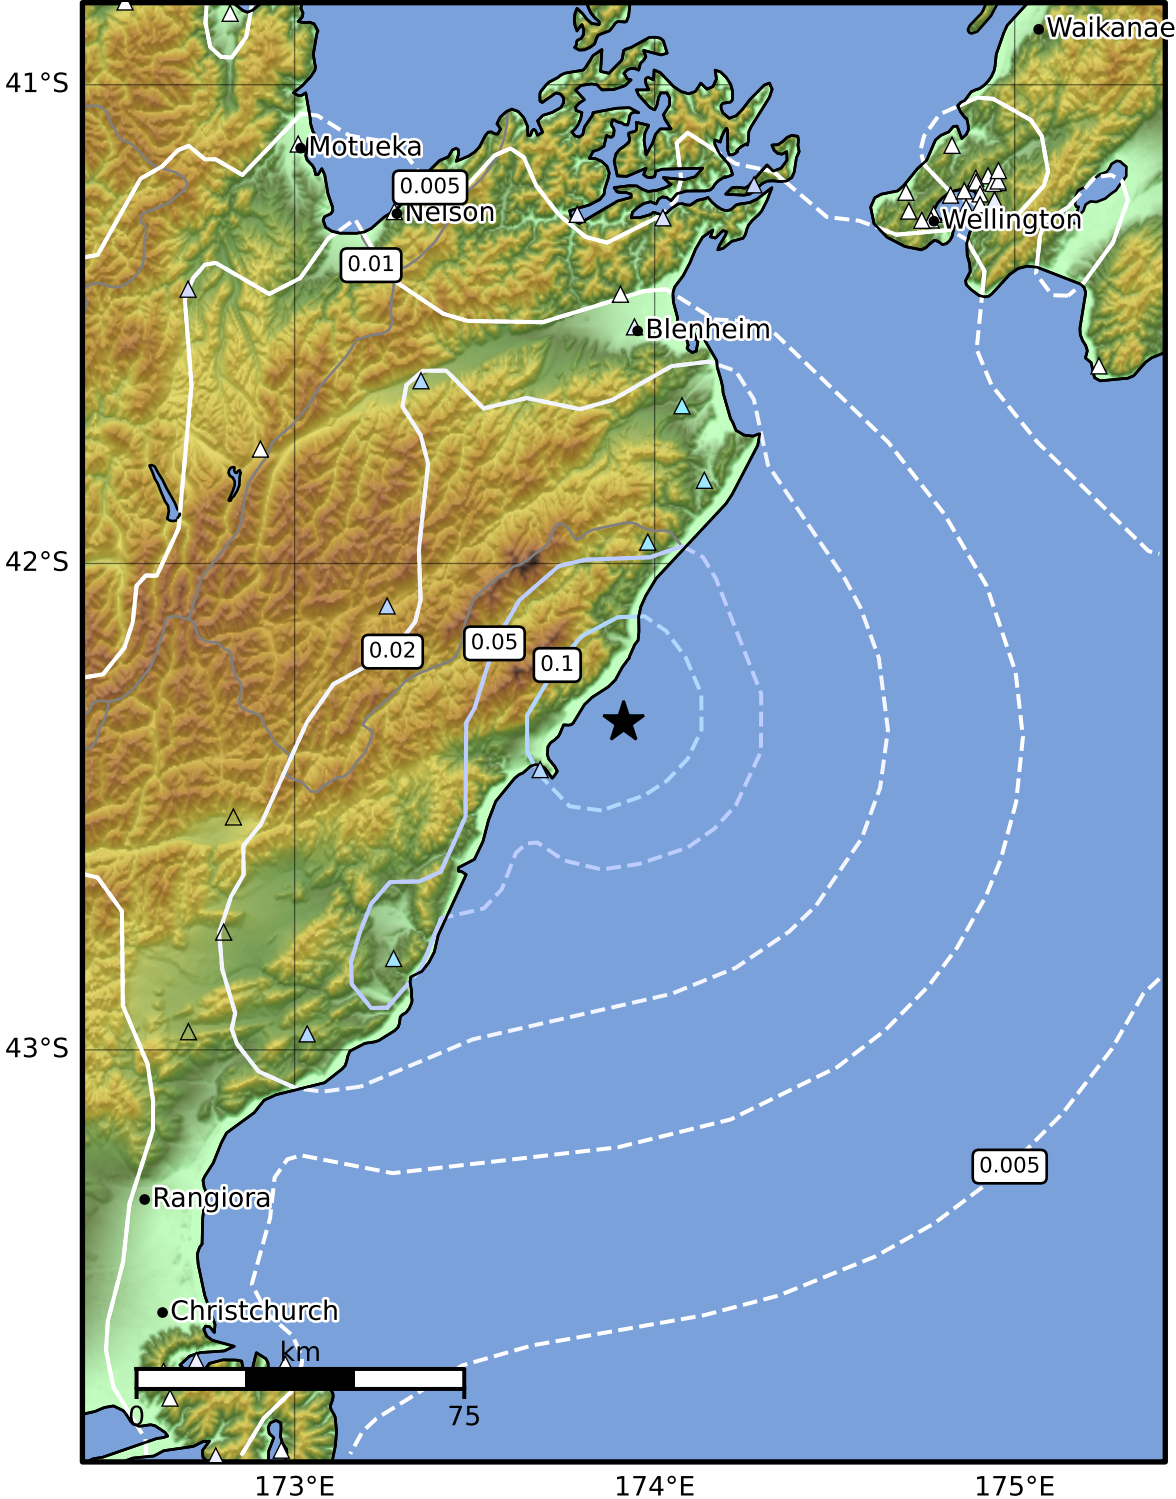 Waikanae
41°S
Motueka
0.005
Nelson
Wellington
0.01
Blenheim
42°S
0.05
0.02
0.1
43°S
0.005
Rangiora
Christchurch
km
0
75
173°E
174°E
175°E